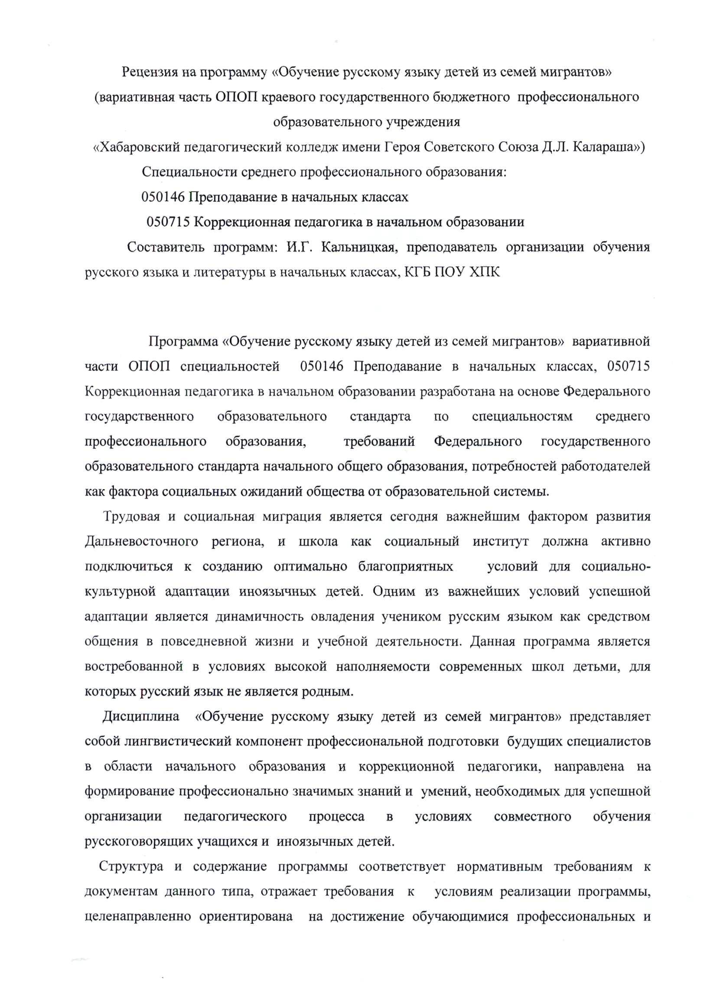 Рецензия на программу «Обучение русскому языку детей из семей мигрантов»
(вариативная часть ОПОП краевого государственного бюджетного профессионального
образовательного учреждения
«Хабаровский педагогический колледж имени Героя Советского Союза Д.Л. Калараша»)
Специальности среднего профессионального образования:
050146 Преподавание в начальных классах
050715 Коррекционная педагогика в начальном образовании
Составитель программ: И.Г. Кальницкая, преподаватель организации обучения
русского языка и литературы в начальных классах, КГБ ПОУ ХПК
Программа «Обучение русскому языку детей из семей мигрантов» вариативной
части ОПОП специальностей 050146 Преподавание в начальных классах, 050715
Коррекционная педагогика в начальном образовании разработана на основе Федерального
государственного образовательного стандарта по специальностям среднего
профессионального образования, требований Федерального государственного
образовательного стандарта начального общего образования, потребностей работодателей
как фактора социальных ожиданий общества от образовательной системы.
Трудовая и социальная миграция является сегодня важнейшим фактором развития
Дальневосточного региона, и школа как социальный институт должна активно
подключиться к созданию оптимально благоприятных условий для социально-
культурной адаптации иноязычных детей. Одним из важнейших условий успешной
адаптации является динамичность овладения учеником русским языком как средством
общения в повседневной жизни и учебной деятельности. Данная программа является
востребованной в условиях высокой наполняемости современных школ детьми, для
которых русский язык не является родным.
Дисциплина «Обучение русскому языку детей из семей мигрантов» представляет
собой лингвистический компонент профессиональной подготовки будущих специалистов
в области начального образования и коррекционной педагогики, направлена на
формирование профессионально значимых знаний и умений, необходимых для успешной
организации педагогического процесса в условиях совместного обучения
русскоговорящих учащихся и иноязычных детей.
Структура и содержание программы соответствует нормативным требованиям к
документам данного типа, отражает требования к условиям реализации программы,
целенаправленно ориентирована на достижение обучающимися профессиональных и